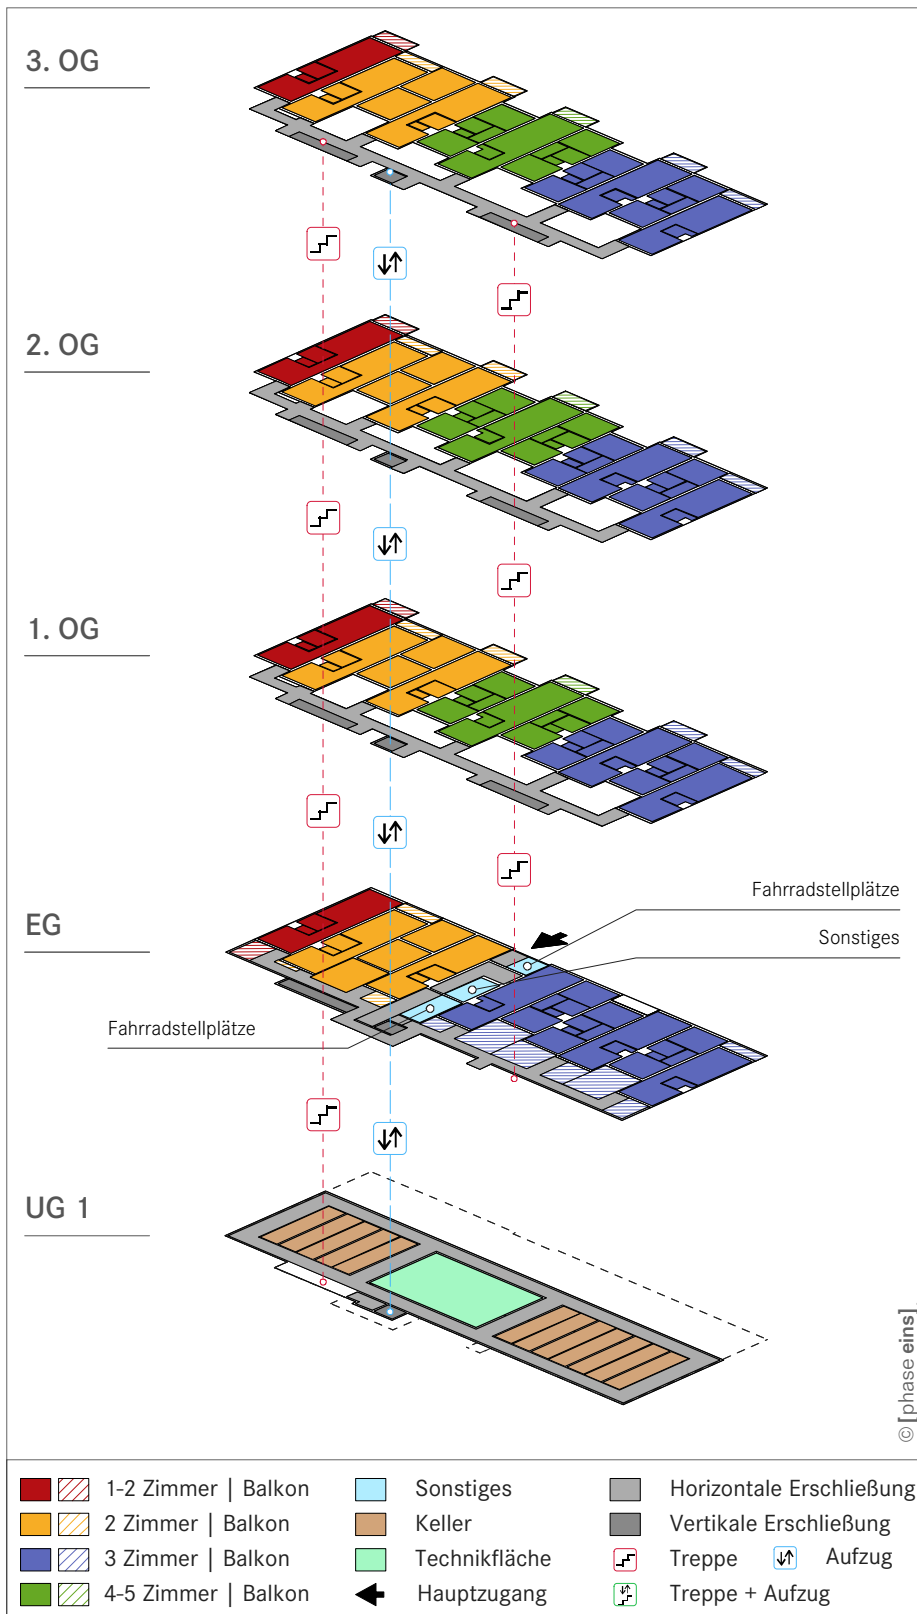 3. OG
2. OG
1. OG
EG
Fahrradstellplätze
Sonstiges
Fahrradstellplätze
UG 1
© [phase eins].
1-2 Zimmer | Balkon
2 Zimmer | Balkon
3 Zimmer | Balkon
4-5 Zimmer | Balkon
Sonstiges
Keller
Technikfläche
Hauptzugang
Horizontale Erschließung
Vertikale Erschließung
Treppe
Aufzug
Treppe + Aufzug